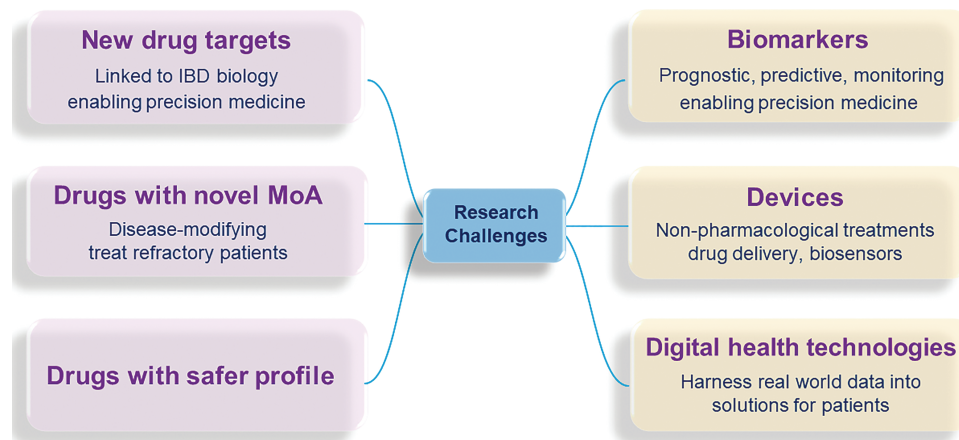 New drug targets
Linked to IBD biology
enabling precision medicine
Drugs with novel MoA
Disease-modifying
treat refractory patients
Drugs with safer profile
Research
Challenges
Biomarkers
Prognostic, predictive, monitoring
enabling precision medicine
Devices
Non-pharmacological treatments
drug delivery, biosensors
Digital health technologies
Harness real world data into
solutions for patients